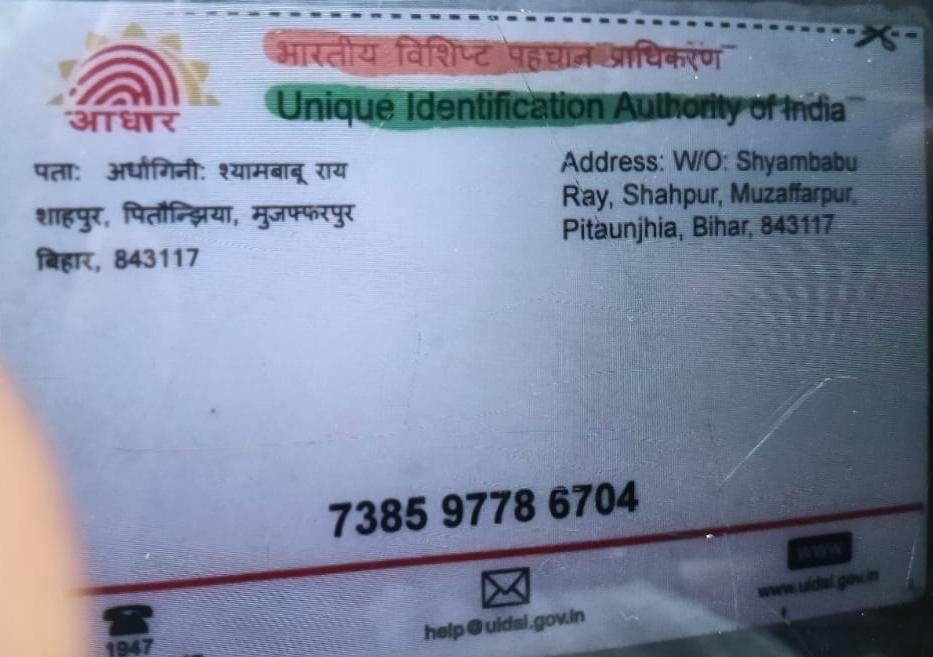 भारतीय विशिष्ट पहचान प्राधिकरण
Unique Identification Authority of India
आधार
पता: अर्धांगिनी: श्यामबाबू राय
शाहपुर, पितौन्झिया, मुजफ्फरपुर
बिहार, 843117
Address: W/O: Shyambabu
Ray, Shahpur, Muzaffarpur,
Pitaunjhia, Bihar, 843117
7385 9778 6704
1947
help@uidai.gov.in
www
www.uidai.gov.in